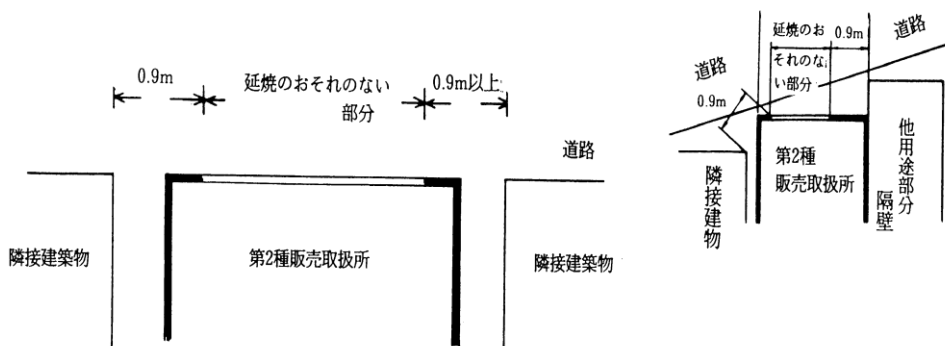 0.9m
延焼のおそれのない
部分
0.9m以上
道路
隣接建築物
第2種販売取扱所
隣接建築物
延焼のお
それのな
い部分
0.9m
道路
道路
0.9m
隣接建物
第2種
販売取扱所
他用途部分
隔壁